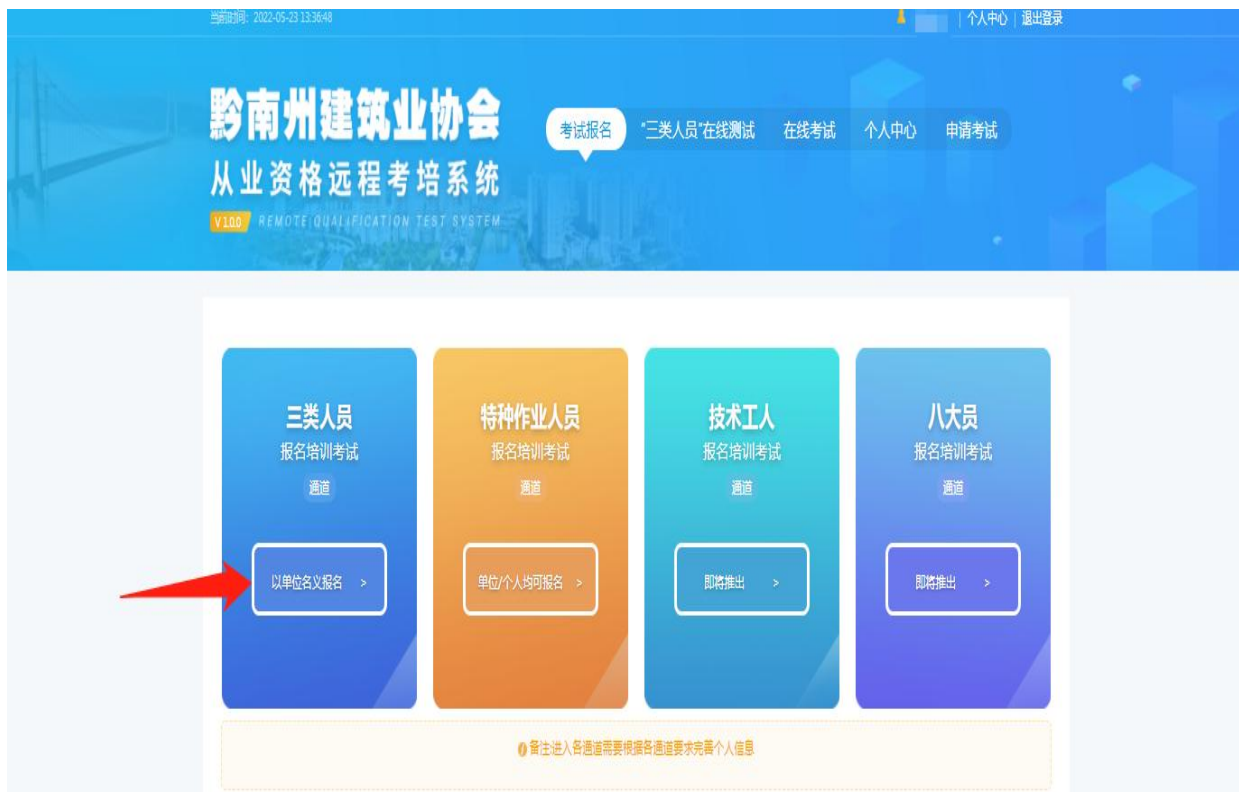 当前时间：2022-05-23 13:36:48
个人中心 | 退出登录
黔南州建筑业协会
从业资格远程考培系统
V 1.0.0 REMOTE QUALIFICATION TEST SYSTEM
考试报名 “三类人员”在线测试 在线考试 个人中心 申请考试
三类人员
报名培训考试
通道
以单位名义报名 >
特种作业人员
报名培训考试
通道
单位/个人均可报名 >
技术工人
报名培训考试
通道
即将推出 >
八大员
报名培训考试
通道
即将推出 >
备注:进入各通道需要根据各通道要求完善个人信息